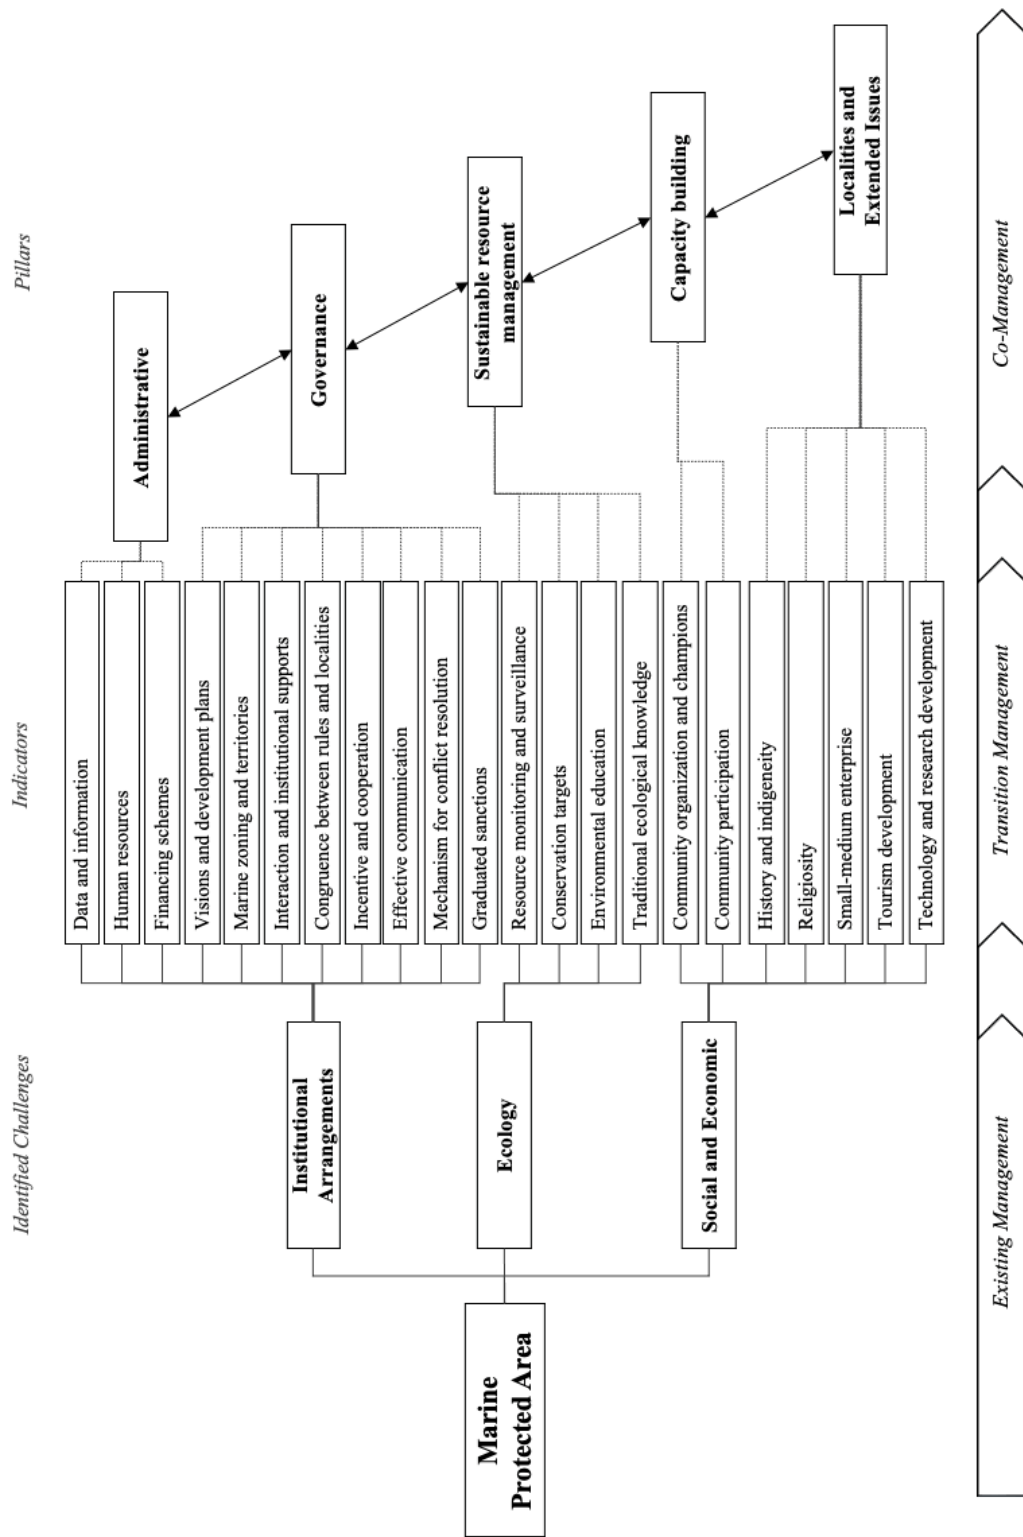 Identified Challenges
Indicators
Pillars
Marine
Protected Area
Institutional
Arrangements
Ecology
Social and Economic
Data and information
Human resources
Financing schemes
Visions and development plans
Marine zoning and territories
Interaction and institutional supports
Congruence between rules and localities
Incentive and cooperation
Effective communication
Mechanism for conflict resolution
Graduated sanctions
Resource monitoring and surveillance
Conservation targets
Environmental education
Traditional ecological knowledge
Community organization and champions
Community participation
History and indigeneity
Religiosity
Small-medium enterprise
Tourism development
Technology and research development
Administrative
Governance
Sustainable resource
management
Capacity building
Localities and
Extended Issues
Existing Management
Transition Management
Co-Management